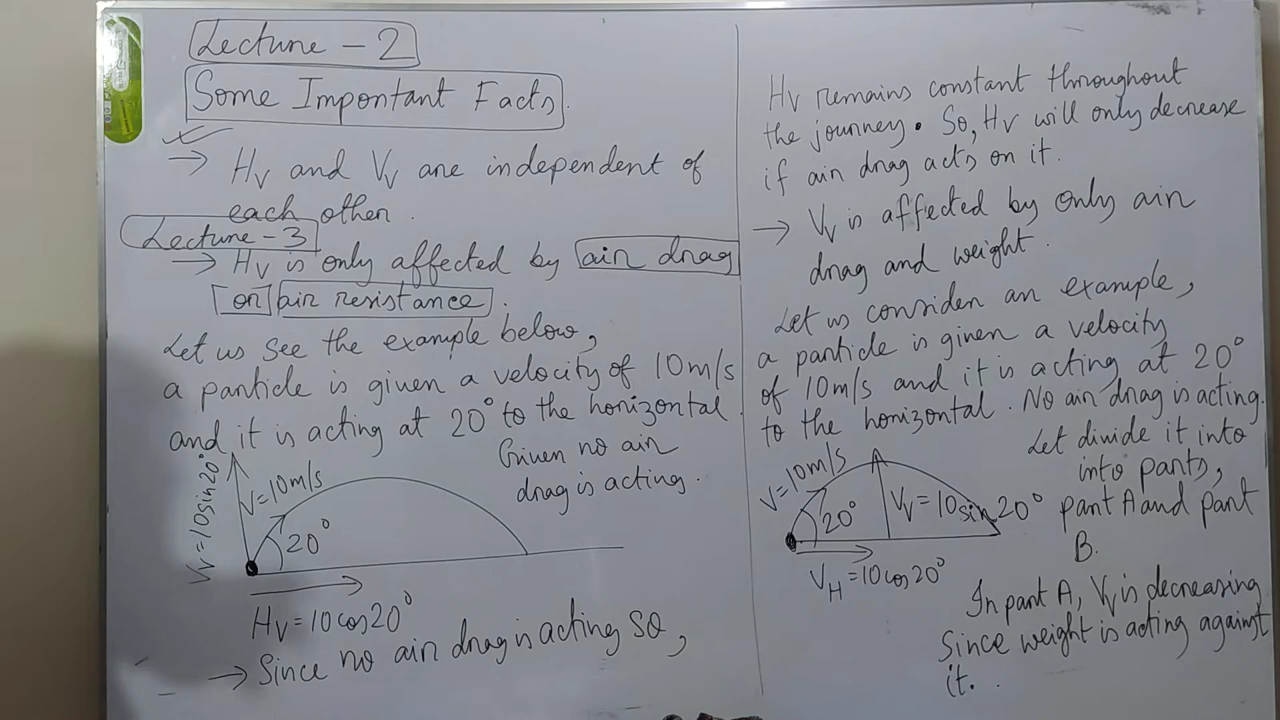 Lecture - 2
Some Important Facts.
→ Hv and Vv are independent of
each other.
Lecture - 3
→ Hv is only affected by air drag
or air resistance.
Let us see the example below,
a particle is given a velocity of 10m/s
and it is acting at 20° to the horizontal.
Given no air
drag is acting.
Vv = 10sin20°
V=10m/s
20°
Hv = 10cos20°
→ Since no air drag is acting so,
Hv remains constant throughout
the journey. So, Hv will only decrease
if air drag acts on it.
→ Vv is affected by only air
drag and weight.
Let us consider an example,
a particle is given a velocity
of 10m/s and it is acting at 20°
to the horizontal. No air drag is acting.
Let divide it into
into parts,
part A and part
B.
V=10m/s
20°
Vv = 10sin20°
VH = 10cos20°
In part A, Vv is decreasing
Since weight is acting against
it.